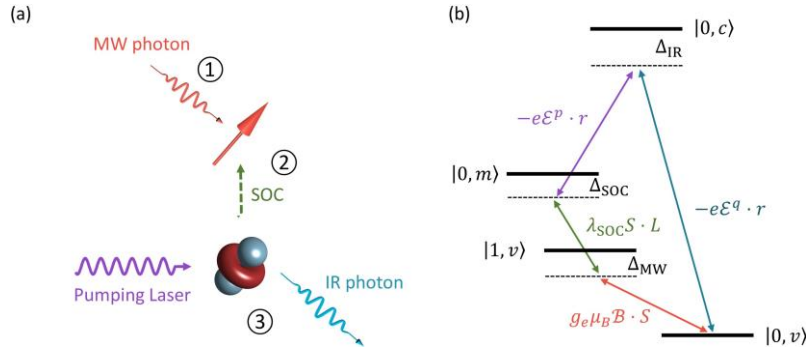 (a)
MW photon
①
②
SOC
Pumping Laser
IR photon
③
(b)
|0, c⟩
Δ_IR
−eℰ^p · r
|0, m⟩
Δ_SOC
−eℰ^q · r
λ_SOC S · L
|1, v⟩
Δ_MW
g_e μ_B ℬ · S
|0, v⟩